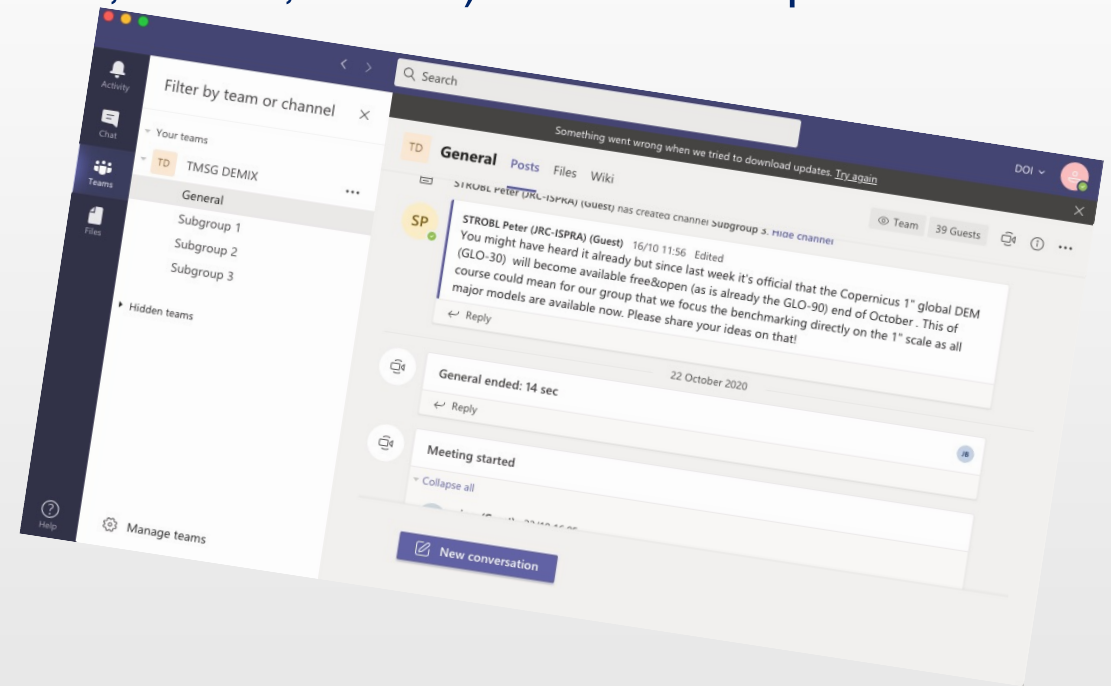 Search
Activity
Filter by team or channel
Something went wrong when we tried to download updates. Try again
DOI
Chat
Your teams
TD
General
Posts
Files
Wiki
Teams
TD
TMSG DEMIX
STROBL Peter (JRC-ISPRA) (Guest) has created channel Subgroup 3. Hide channel
Team
39 Guests
General
Files
Subgroup 1
Subgroup 2
Subgroup 3
SP
STROBL Peter (JRC-ISPRA) (Guest) 16/10 11:56 Edited
You might have heard it already but since last week it's official that the Copernicus 1" global DEM
(GLO-30) will become available free&open (as is already the GLO-90) end of October . This of
course could mean for our group that we focus the benchmarking directly on the 1" scale as all
major models are available now. Please share your ideas on that!
Reply
Hidden teams
22 October 2020
General ended: 14 sec
Reply
JB
Meeting started
Collapse all
Help
Manage teams
New conversation